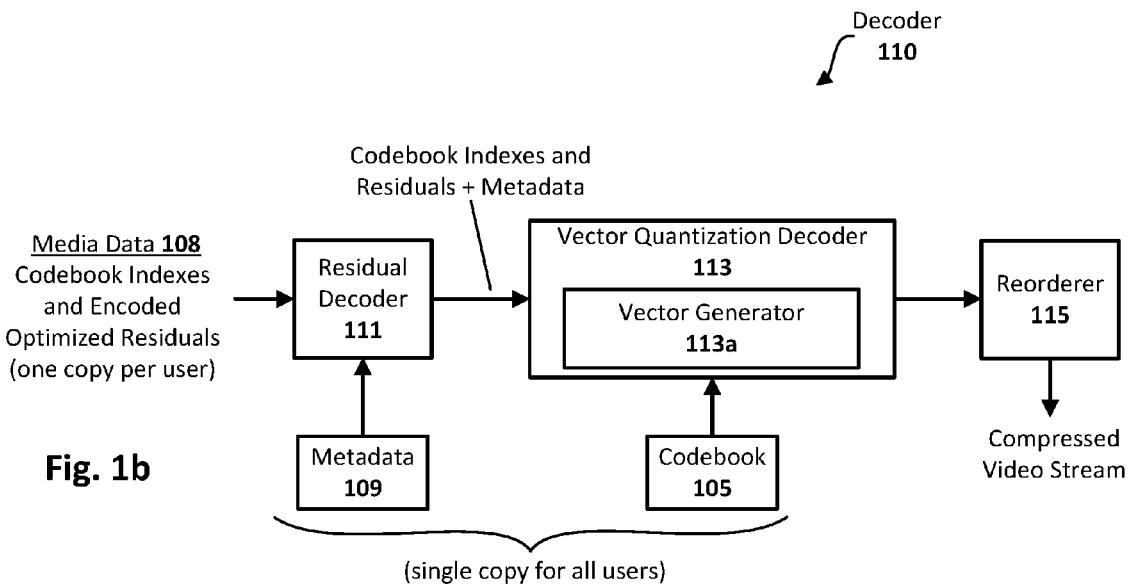 Decoder
110
Codebook Indexes and
Residuals + Metadata
Media Data 108
Codebook Indexes
and Encoded
Optimized Residuals
(one copy per user)
Residual
Decoder
111
Vector Quantization Decoder
113
Vector Generator
113a
Reorderer
115
Fig. 1b
Metadata
109
Codebook
105
Compressed
Video Stream
(single copy for all users)